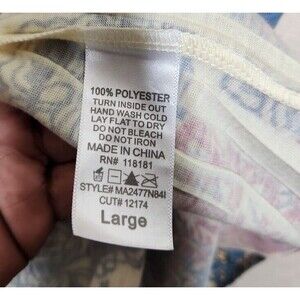 100% POLYESTER
TURN INSIDE OUT
HAND WASH COLD
LAY FLAT TO DRY
DO NOT BLEACH
DO NOT IRON
MADE IN CHINA
RN# 118181
STYLE# MA2477N84I
CUT# 12174
Large